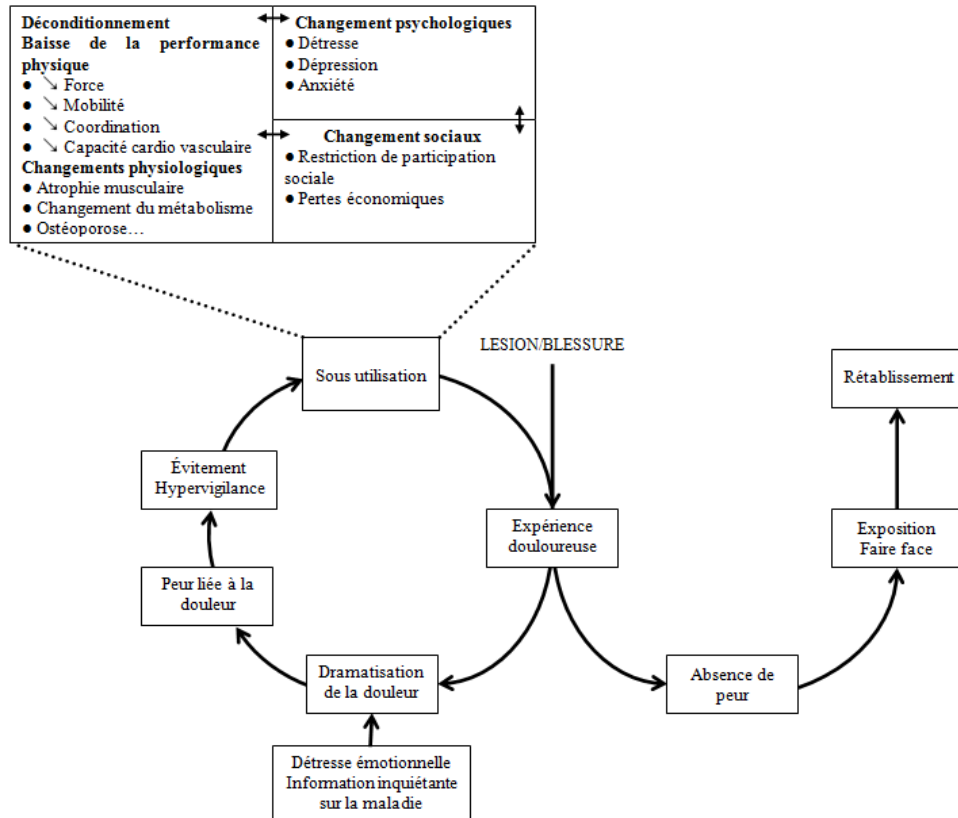 Déconditionnement
Baisse de la performance
physique
● ↘ Force
● ↘ Mobilité
● ↘ Coordination
● ↘ Capacité cardio vasculaire
Changements physiologiques
● Atrophie musculaire
● Changement du métabolisme
● Ostéoporose…
Changement psychologiques
● Détresse
● Dépression
● Anxiété
Changement sociaux
● Restriction de participation
sociale
● Pertes économiques
LESION/BLESSURE
Sous utilisation
Rétablissement
Évitement
Hypervigilance
Expérience
douloureuse
Exposition
Faire face
Peur liée à la
douleur
Dramatisation
de la douleur
Absence de
peur
Détresse émotionnelle
Information inquiétante
sur la maladie